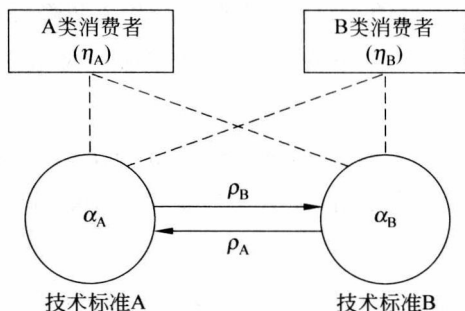 A类消费者
(η_A)
B类消费者
(η_B)
ρ_B
α_A
α_B
ρ_A
技术标准A
技术标准B